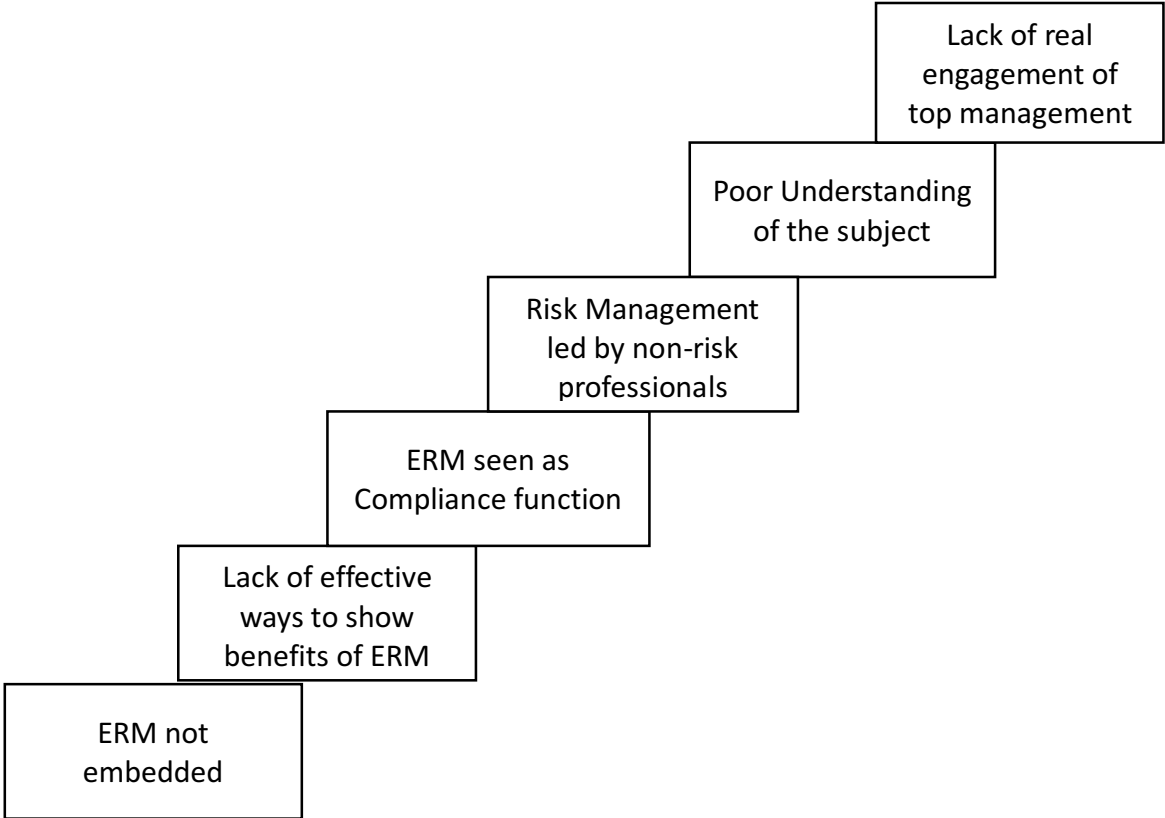 Lack of real
engagement of
top management
Poor Understanding
of the subject
Risk Management
led by non-risk
professionals
ERM seen as
Compliance function
Lack of effective
ways to show
benefits of ERM
ERM not
embedded